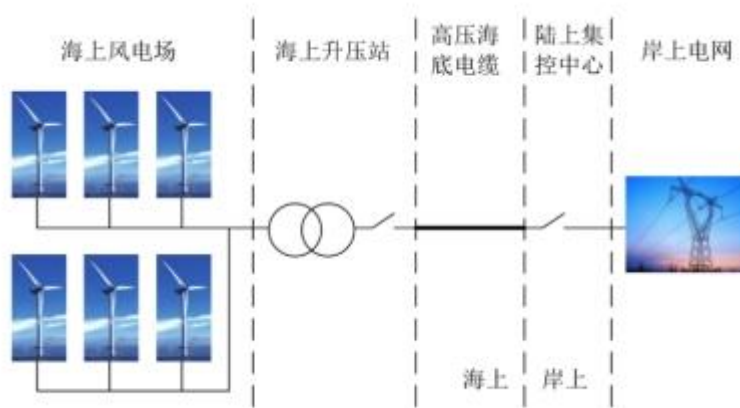 海上风电场
海上升压站
高压海
底电缆
陆上集
控中心
岸上电网
海上
岸上